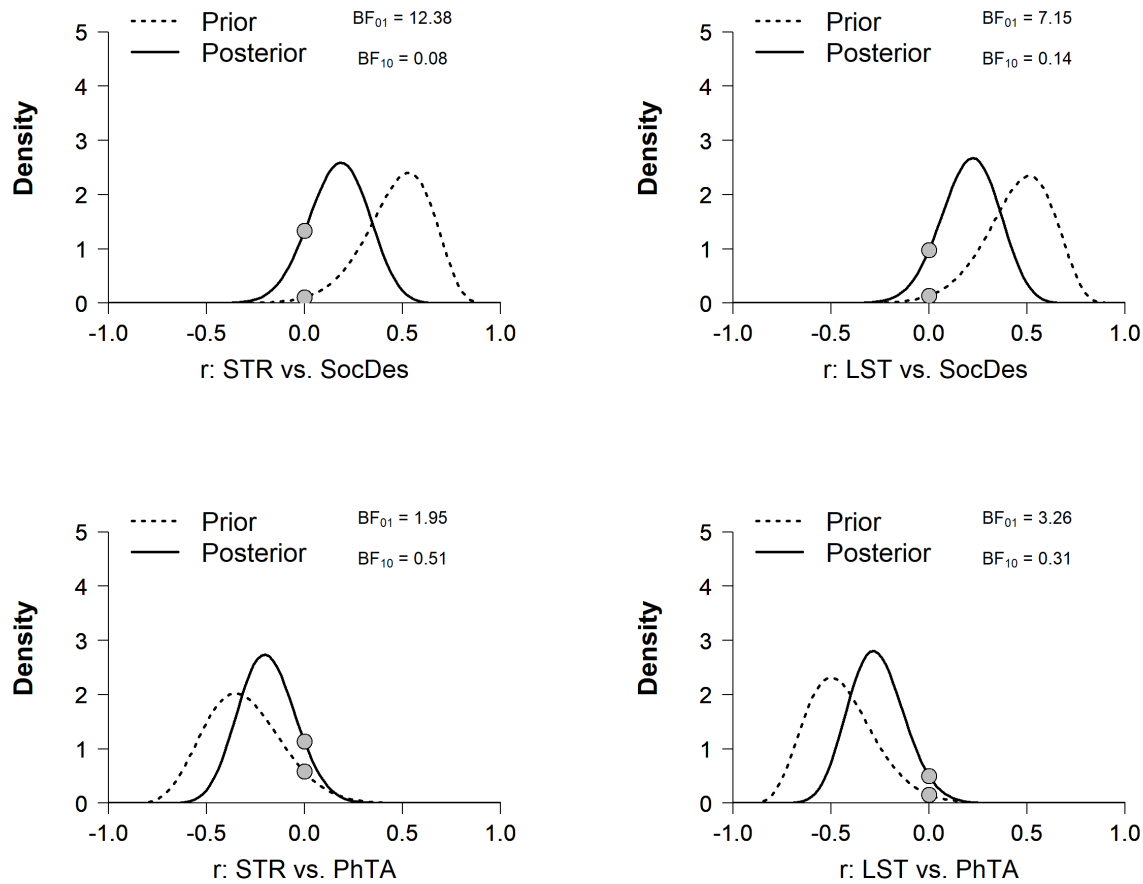 Prior
Posterior
BF01 = 12.38
BF10 = 0.08
Density
5
4
3
2
1
0
-1.0 -0.5 0.0 0.5 1.0
r: STR vs. SocDes
Prior
Posterior
BF01 = 7.15
BF10 = 0.14
Density
5
4
3
2
1
0
-1.0 -0.5 0.0 0.5 1.0
r: LST vs. SocDes
Prior
Posterior
BF01 = 1.95
BF10 = 0.51
Density
5
4
3
2
1
0
-1.0 -0.5 0.0 0.5 1.0
r: STR vs. PhTA
Prior
Posterior
BF01 = 3.26
BF10 = 0.31
Density
5
4
3
2
1
0
-1.0 -0.5 0.0 0.5 1.0
r: LST vs. PhTA